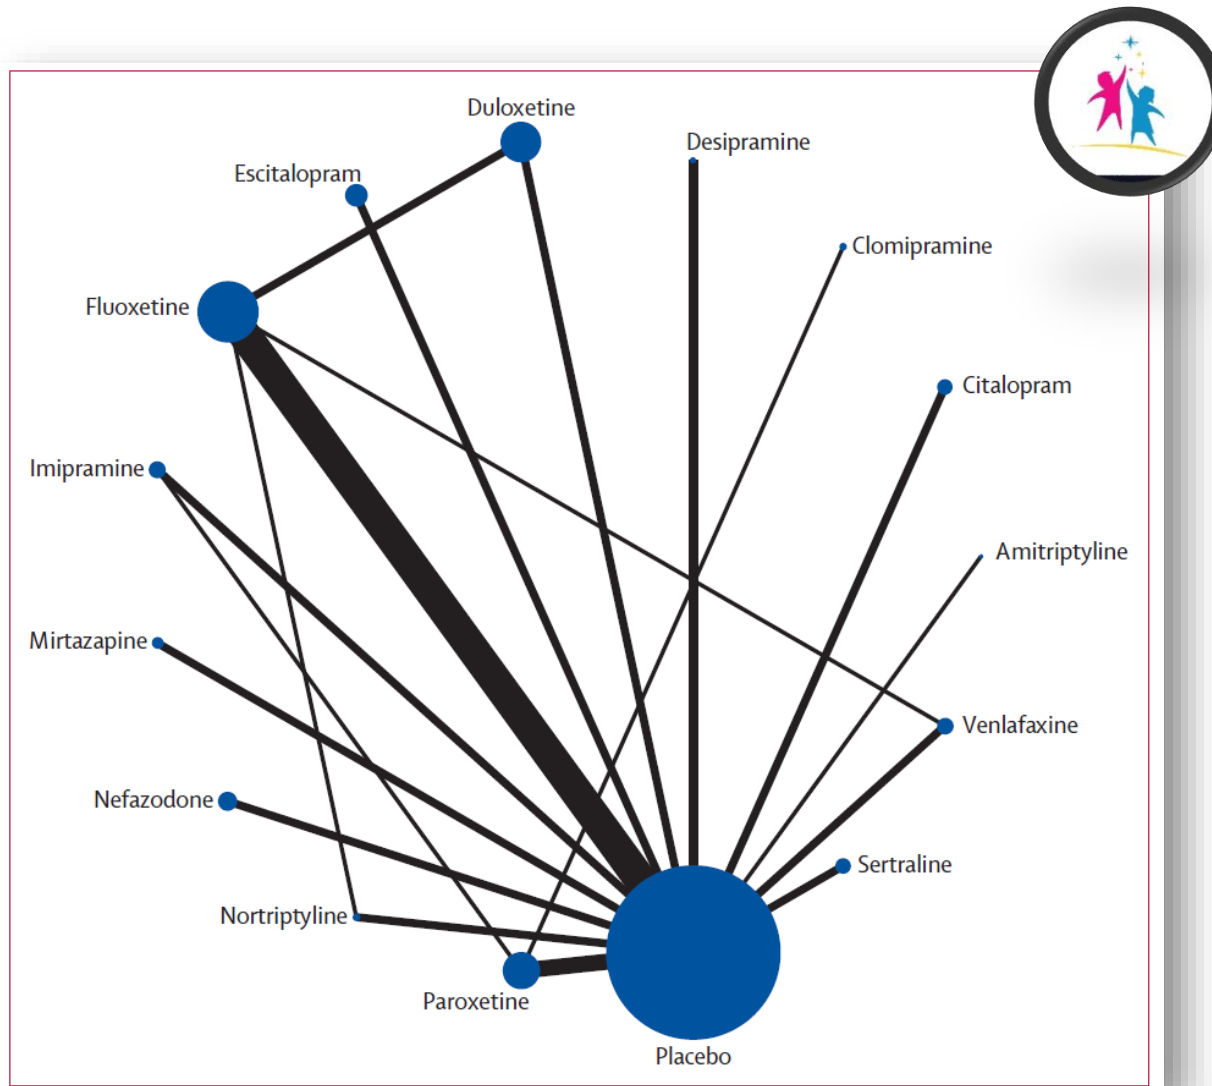 Duloxetine
Desipramine
Escitalopram
Clomipramine
Fluoxetine
Citalopram
Imipramine
Amitriptyline
Mirtazapine
Venlafaxine
Nefazodone
Sertraline
Nortriptyline
Paroxetine
Placebo